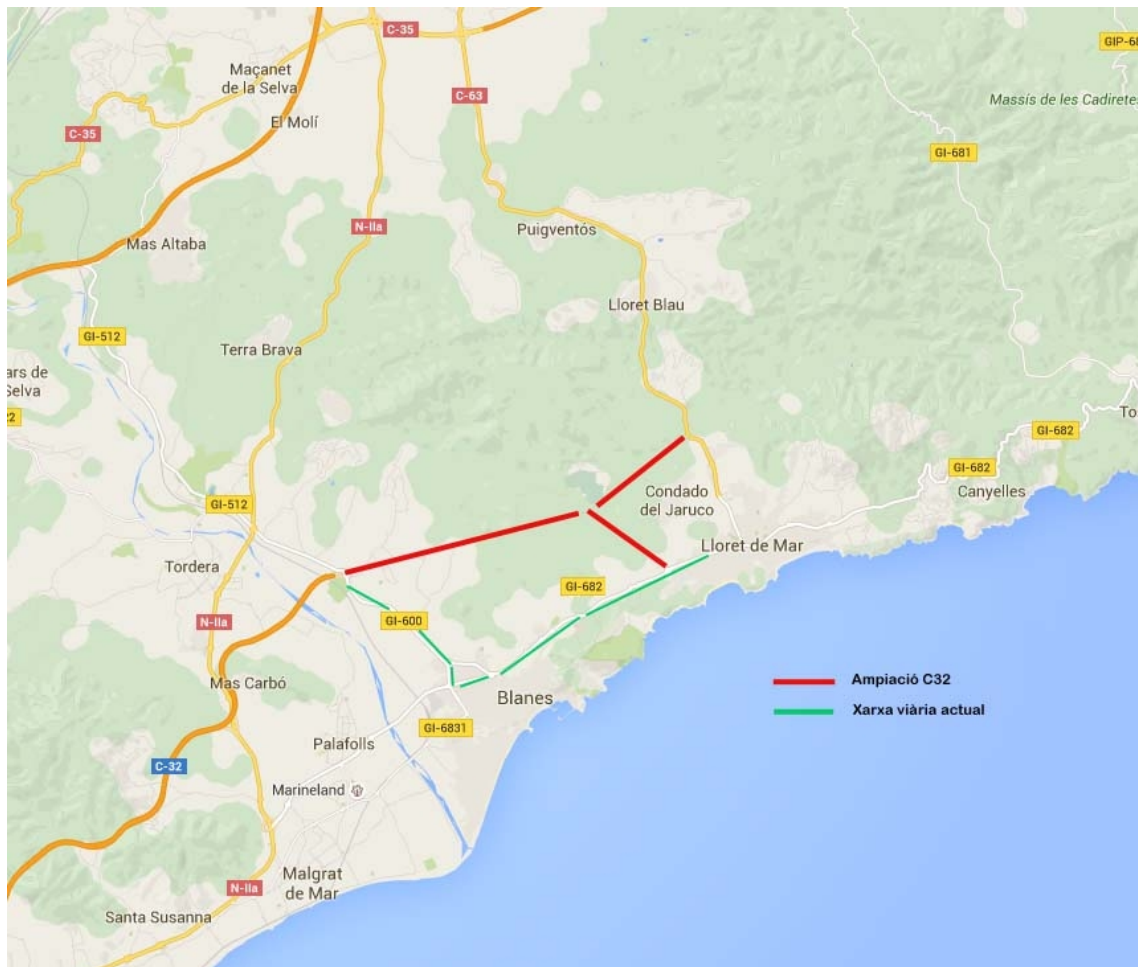 C-35
GIP-68
Maçanet
de la Selva
C-63
Massís de les Cadiretes
El Molí
C-35
GI-681
N-IIa
Puigventós
Mas Altaba
Lloret Blau
GI-512
Terra Brava
ars de
Selva
22
To
GI-682
GI-682
Canyelles
Condado
del Jaruco
GI-512
Lloret de Mar
Tordera
GI-682
N-IIa
GI-600
Mas Carbó
Ampiació C32
Blanes
Xarxa viària actual
GI-6831
Palafolls
C-32
Marineland
Malgrat
de Mar
N-IIa
Santa Susanna